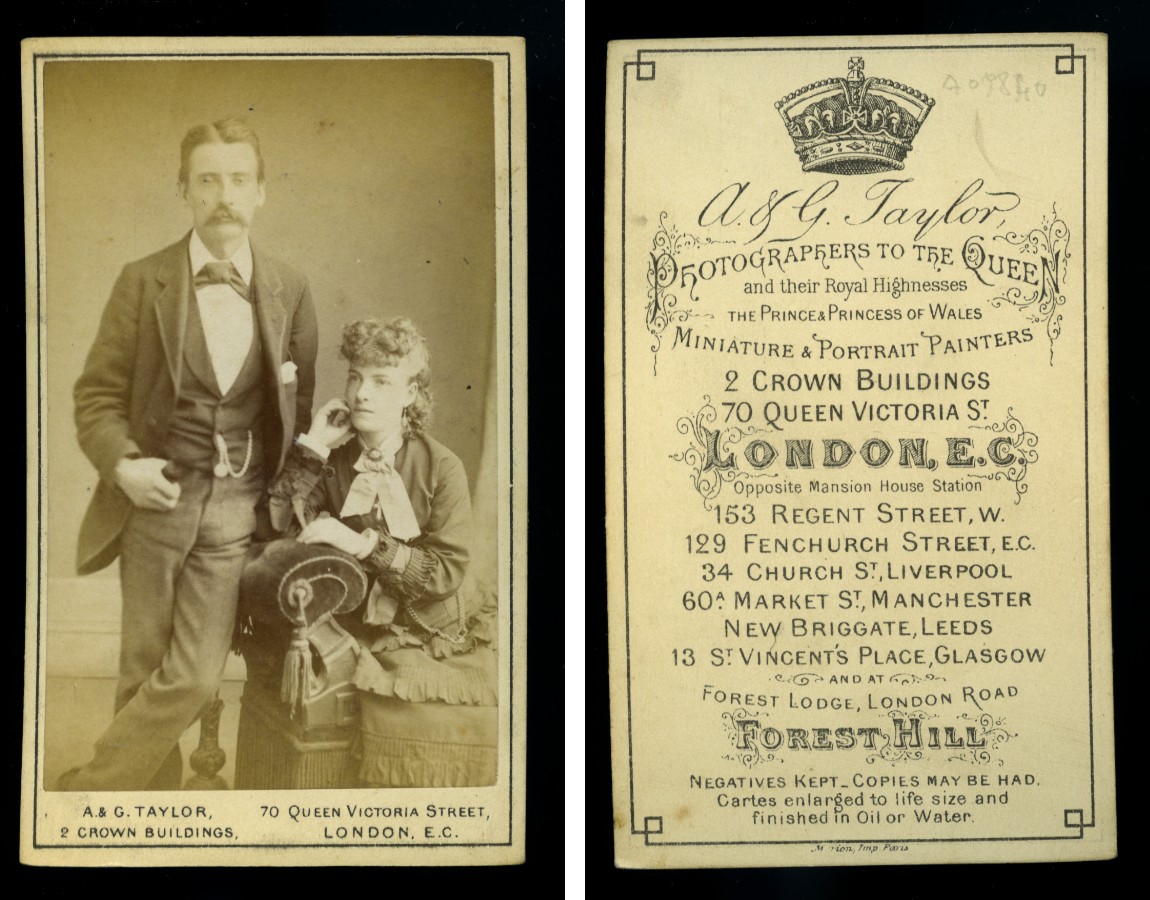 A. & G. TAYLOR,
2 CROWN BUILDINGS,
70 QUEEN VICTORIA STREET,
LONDON, E.C.
A. & G. Taylor,
PHOTOGRAPHERS TO THE QUEEN
and their Royal Highnesses
THE PRINCE & PRINCESS OF WALES
MINIATURE & PORTRAIT PAINTERS
2 CROWN BUILDINGS
70 QUEEN VICTORIA ST
LONDON, E.C.
Opposite Mansion House Station
153 REGENT STREET, W.
129 FENCHURCH STREET, E.C.
34 CHURCH ST, LIVERPOOL
60A MARKET ST, MANCHESTER
NEW BRIGGATE, LEEDS
13 ST VINCENT'S PLACE, GLASGOW
AND AT
FOREST LODGE, LONDON ROAD
FOREST HILL
NEGATIVES KEPT_COPIES MAY BE HAD.
Cartes enlarged to life size and
finished in Oil or Water.
Imp Paris